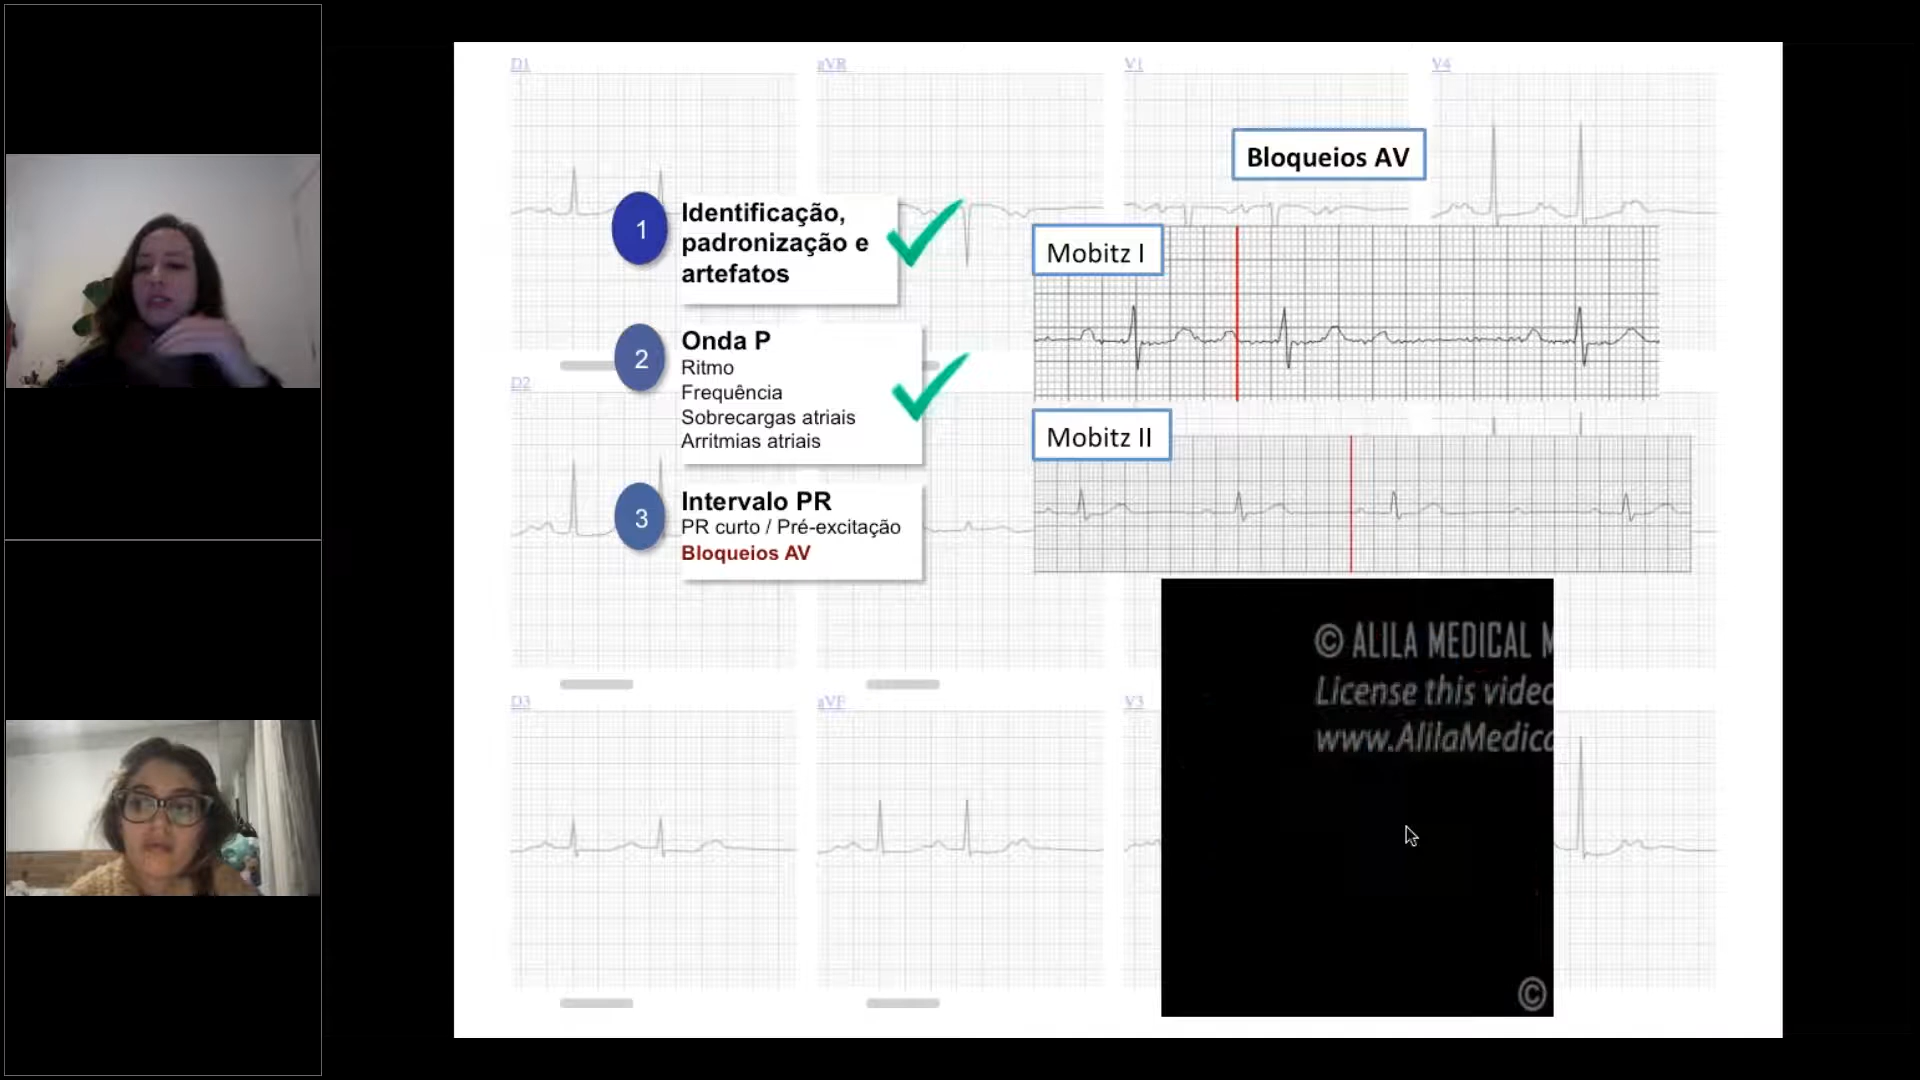 D1
aVR
V1
V4
Bloqueios AV
1
Identificação,
padronização e
artefatos
Mobitz I
2
Onda P
Ritmo
Frequência
Sobrecargas atriais
Arritmias atriais
D2
Mobitz II
3
Intervalo PR
PR curto / Pré-excitação
Bloqueios AV
© ALILA MEDICAL M
License this video
www.AlilaMedica
D3
aVF
V3
©